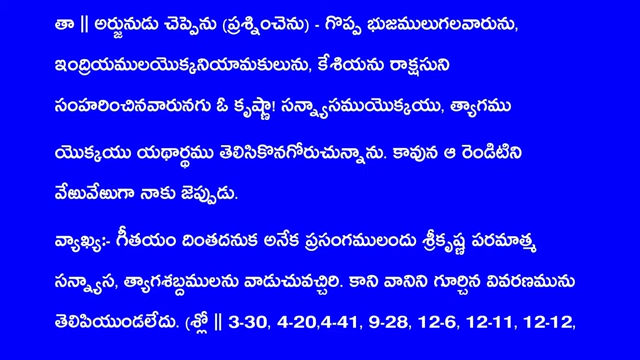 తా || అర్జునుడు చెప్పెను (ప్రశ్నించెను) - గొప్ప భుజములుగలవారును,
ఇంద్రియములయొక్కనియామకులును, కేశియను రాక్షసుని
సంహరించినవారునగు ఓ కృష్ణా! సన్న్యాసముయొక్కయు, త్యాగము
యొక్కయు యథార్థము తెలిసికొనగోరుచున్నాను. కావున ఆ రెండిటిని
వేఱువేఱుగా నాకు జెప్పుడు.
వ్యాఖ్య:- గీతయం దింతదనుక అనేక ప్రసంగములందు శ్రీకృష్ణ పరమాత్మ
సన్న్యాస, త్యాగశబ్దములను వాడుచువచ్చిరి. కాని వానిని గూర్చిన వివరణమును
తెలిపియుండలేదు. (శ్లో || 3-30, 4-20,4-41, 9-28, 12-6, 12-11, 12-12,